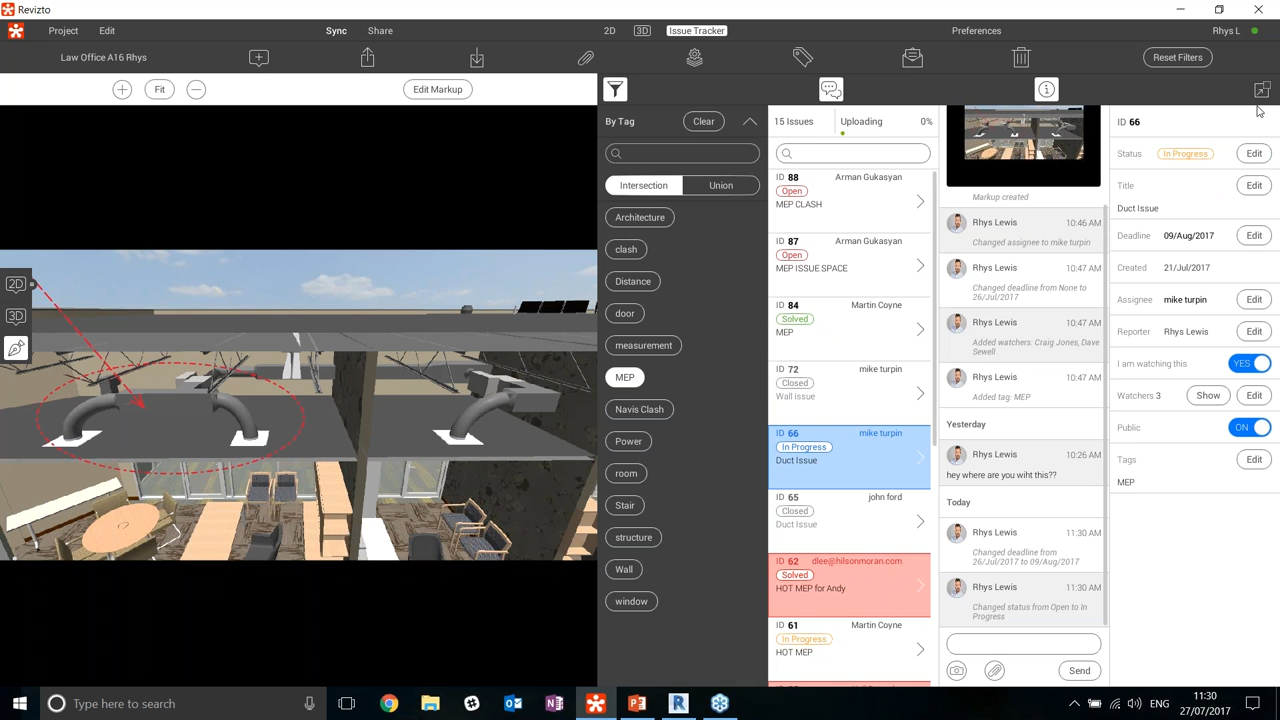 Revizto
Project
Edit
Sync
Share
2D
3D
Issue Tracker
Preferences
Rhys L
Law Office A16 Rhys
Reset Filters
Fit
Edit Markup
2D
3D
By Tag
Clear
Intersection
Union
Architecture
clash
Distance
door
measurement
MEP
Navis Clash
Power
room
Stair
structure
Wall
window
15 Issues
Uploading 0%
ID 88 Arman Gukasyan
Open
MEP CLASH
ID 87 Arman Gukasyan
Open
MEP ISSUE SPACE
ID 84 Martin Coyne
Solved
MEP
ID 72 mike turpin
Closed
Wall issue
ID 66 mike turpin
In Progress
Duct Issue
ID 65 john ford
Closed
Duct Issue
ID 62 dlee@hilsonmoran.com
Solved
HOT MEP for Andy
ID 61 Martin Coyne
In Progress
HOT MEP
Markup created
Rhys Lewis 10:46 AM
Changed assignee to mike turpin
Rhys Lewis 10:47 AM
Changed deadline from None to
26/Jul/2017
Rhys Lewis 10:47 AM
Added watchers: Craig Jones, Dave
Sewell
Rhys Lewis 10:47 AM
Added tag: MEP
Yesterday
Rhys Lewis 10:26 AM
hey where are you wiht this??
Today
Rhys Lewis 11:30 AM
Changed deadline from
26/Jul/2017 to 09/Aug/2017
Rhys Lewis 11:30 AM
Changed status from Open to In
Progress
Send
ID 66
Status In Progress Edit
Title Edit
Duct Issue
Deadline 09/Aug/2017 Edit
Created 21/Jul/2017
Assignee mike turpin Edit
Reporter Rhys Lewis Edit
I am watching this YES
Watchers 3 Show Edit
Public ON
Tags Edit
MEP
Type here to search
ENG
11:30
27/07/2017